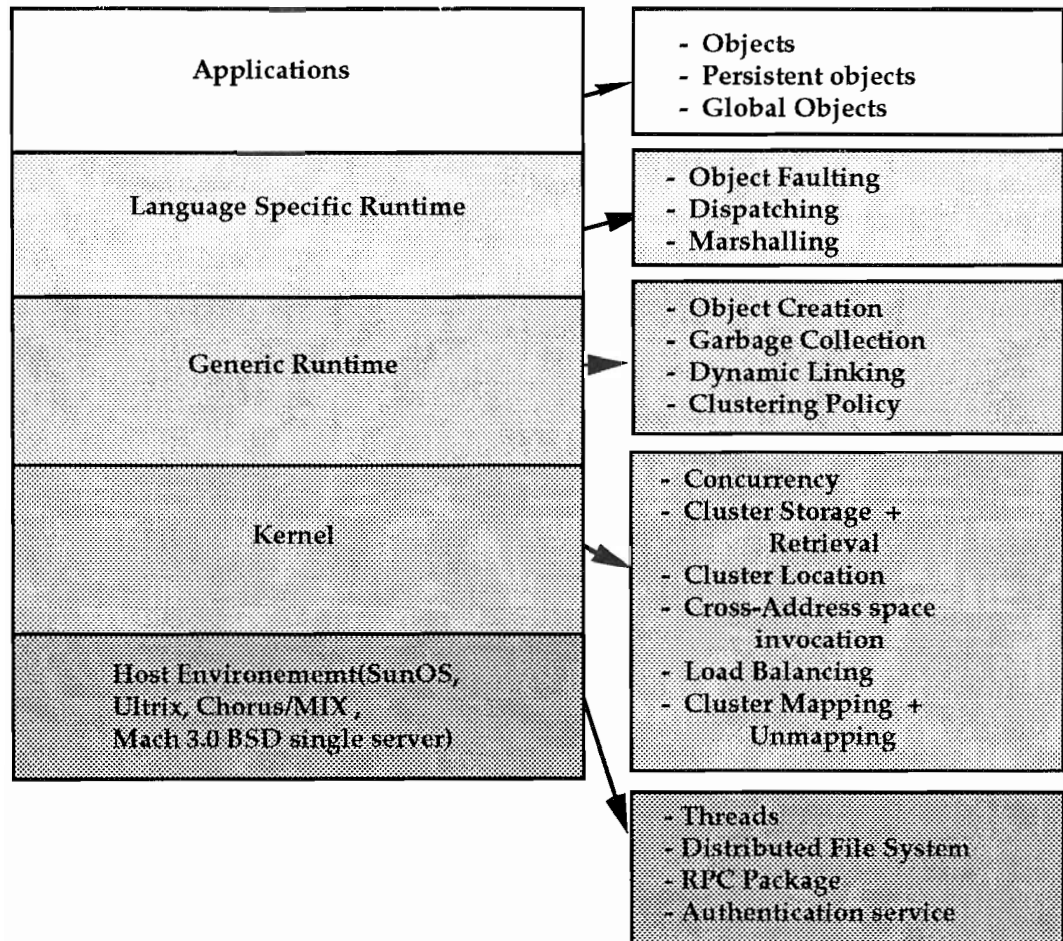 Applications
- Objects
- Persistent objects
- Global Objects
Language Specific Runtime
- Object Faulting
- Dispatching
- Marshalling
Generic Runtime
- Object Creation
- Garbage Collection
- Dynamic Linking
- Clustering Policy
Kernel
- Concurrency
- Cluster Storage +
Retrieval
- Cluster Location
- Cross-Address space
invocation
- Load Balancing
- Cluster Mapping +
Unmapping
Host Environememt(SunOS,
Ultrix, Chorus/MIX ,
Mach 3.0 BSD single server)
- Threads
- Distributed File System
- RPC Package
- Authentication service